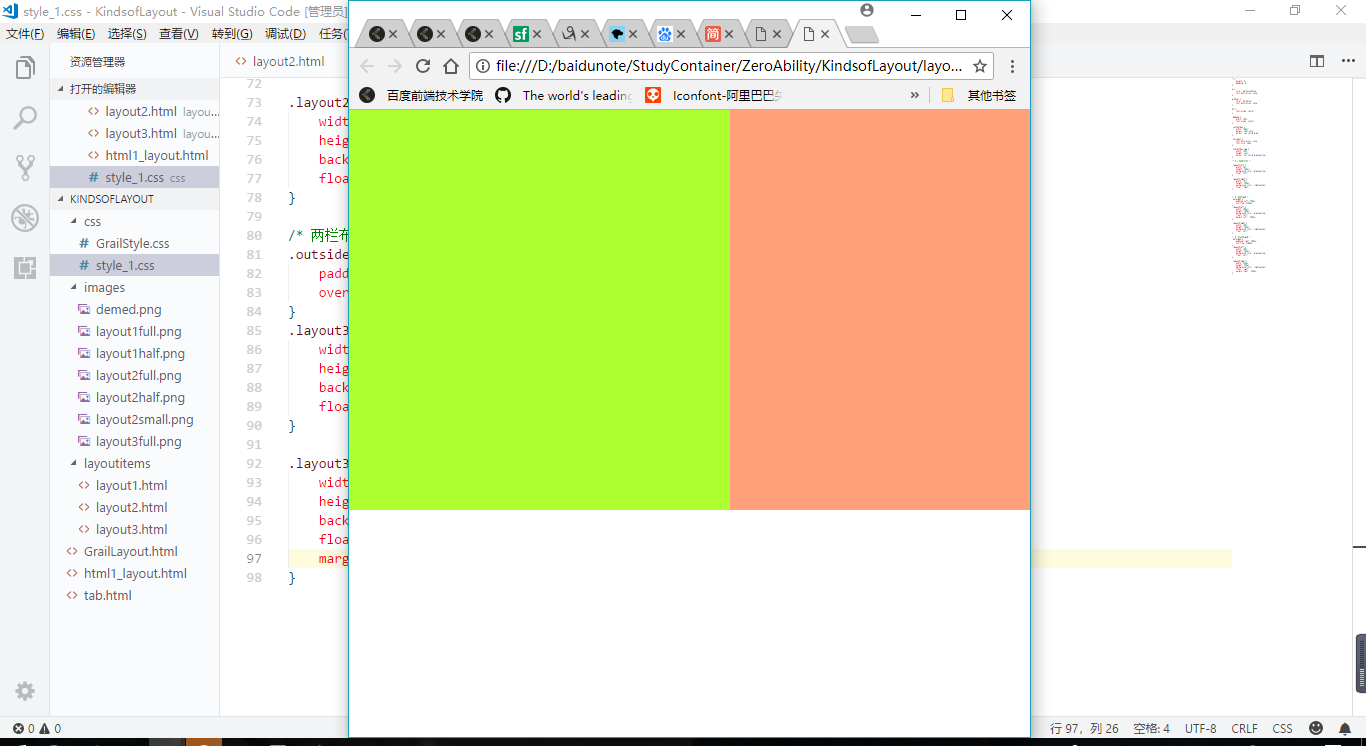 style_1.css - KindsofLayout - Visual Studio Code [管理员]
文件(F) 编辑(E) 选择(S) 查看(V) 转到(G) 调试(D) 任务(
资源管理器
打开的编辑器
layout2.html layou...
layout3.html layou...
html1_layout.html
style_1.css css
KINDSOFLAYOUT
css
GrailStyle.css
style_1.css
images
demed.png
layout1full.png
layout1half.png
layout2full.png
layout2half.png
layout2small.png
layout3full.png
layoutitems
layout1.html
layout2.html
layout3.html
GrailLayout.html
html1_layout.html
tab.html
layout2.html
72
73 .layout2
74 widt
75 heig
76 back
77 floa
78 }
79
80 /* 两栏布
81 .outside
82 padd
83 over
84 }
85 .layout3
86 widt
87 heig
88 back
89 floa
90 }
91
92 .layout3
93 widt
94 heig
95 back
96 floa
97 marg
98 }
sf
简
file:///D:/baidunote/StudyContainer/ZeroAbility/KindsofLayout/layo...
百度前端技术学院 The world's leading Iconfont-阿里巴巴 » 其他书签
0 0 行 97，列 26 空格: 4 UTF-8 CRLF CSS